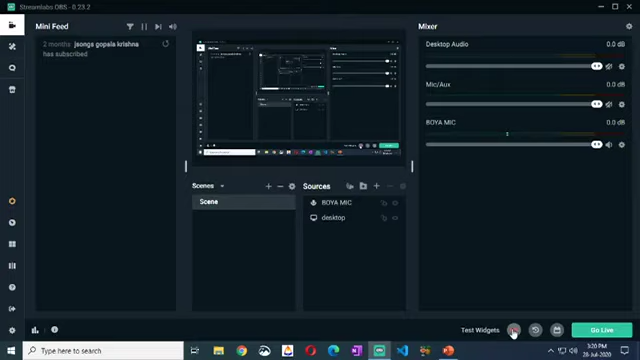 Streamlabs OBS - 0.23.2
Mini Feed
2 months jsongs gopala krishna
has subscribed
Mixer
Desktop Audio 0.0 dB
Mic/Aux 0.0 dB
BOYA MIC 0.0 dB
Scenes
Scene
Sources
BOYA MIC
desktop
Test Widgets
Go Live
Type here to search
3:20 PM
26-Jul-2020